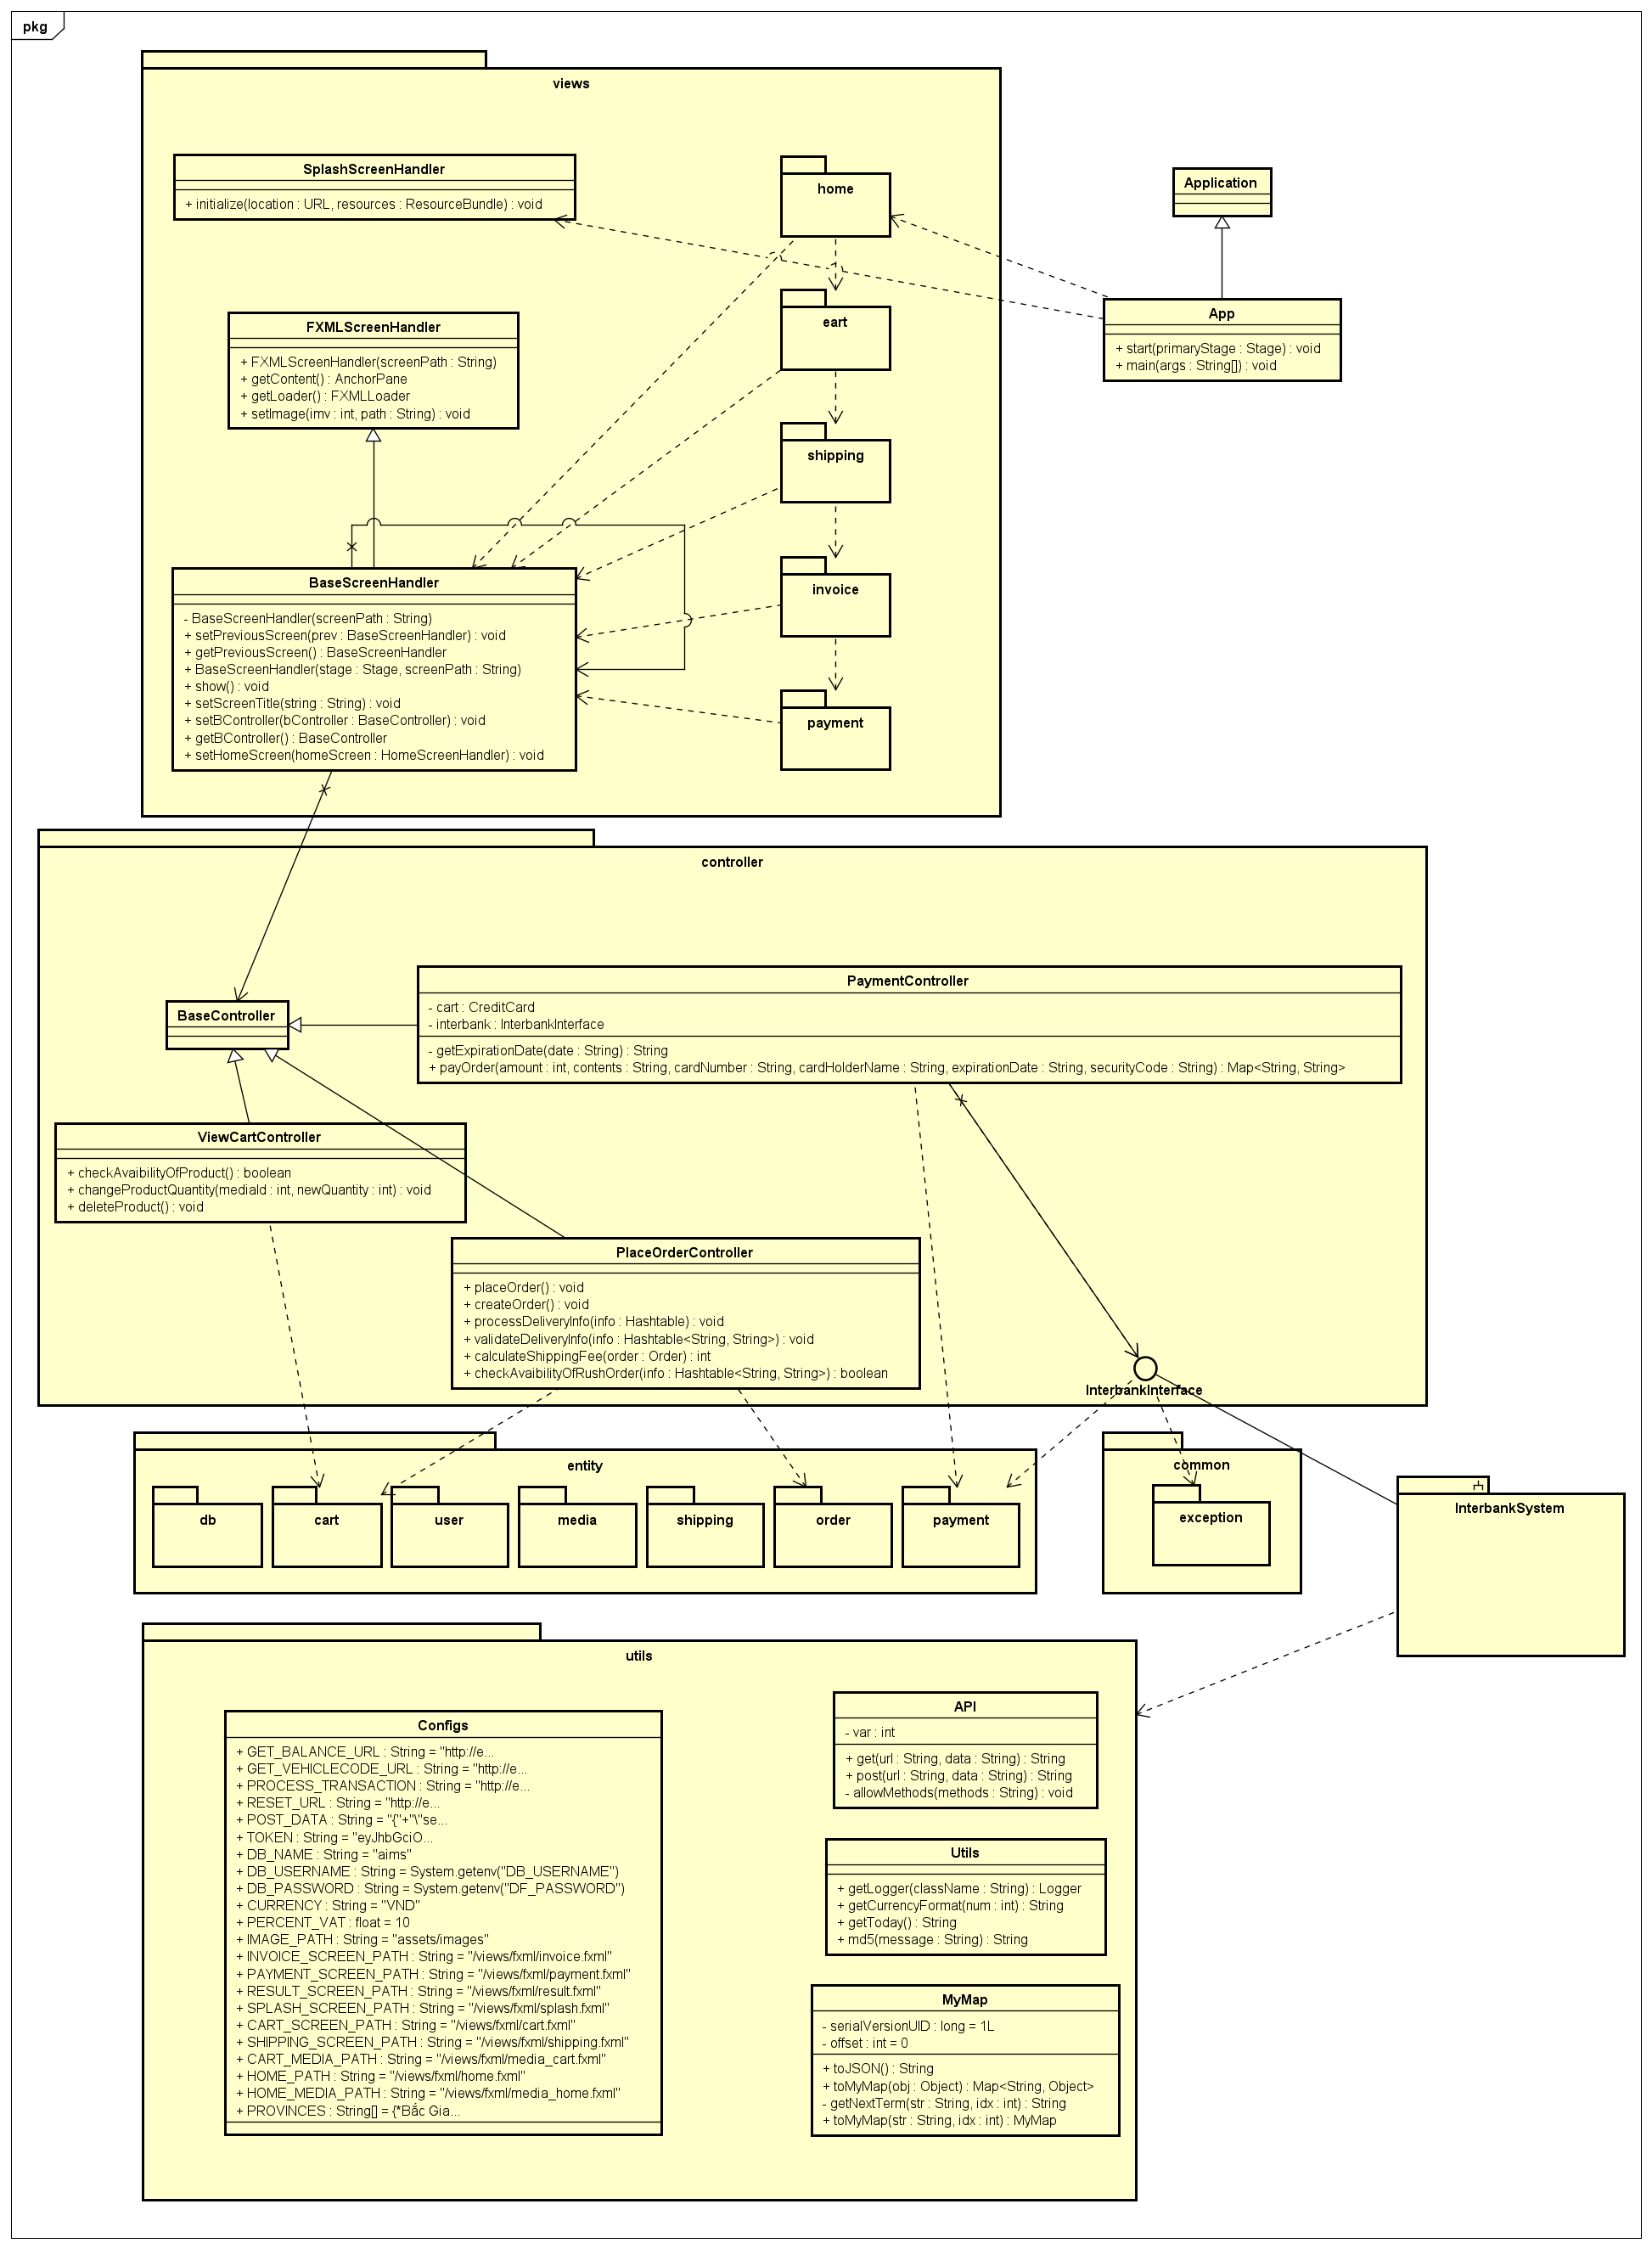 pkg
views
SplashScreenHandler
+ initialize(location : URL, resources : ResourceBundle) : void
home
Application
FXMLScreenHandler
+ FXMLScreenHandler(screenPath : String)
+ getContent() : AnchorPane
+ getLoader() : FXMLLoader
+ setImage(imv : int, path : String) : void
eart
App
+ start(primaryStage : Stage) : void
+ main(args : String[]) : void
shipping
BaseScreenHandler
- BaseScreenHandler(screenPath : String)
+ setPreviousScreen(prev : BaseScreenHandler) : void
+ getPreviousScreen() : BaseScreenHandler
+ BaseScreenHandler(stage : Stage, screenPath : String)
+ show() : void
+ setScreenTitle(string : String) : void
+ setBController(bController : BaseController) : void
+ getBController() : BaseController
+ setHomeScreen(homeScreen : HomeScreenHandler) : void
invoice
payment
controller
BaseController
PaymentController
- cart : CreditCard
- interbank : InterbankInterface
- getExpirationDate(date : String) : String
+ payOrder(amount : int, contents : String, cardNumber : String, cardHolderName : String, expirationDate : String, securityCode : String) : Map<String, String>
ViewCartController
+ checkAvaibilityOfProduct() : boolean
+ changeProductQuantity(mediaId : int, newQuantity : int) : void
+ deleteProduct() : void
PlaceOrderController
+ placeOrder() : void
+ createOrder() : void
+ processDeliveryInfo(info : Hashtable) : void
+ validateDeliveryInfo(info : Hashtable<String, String>) : void
+ calculateShippingFee(order : Order) : int
+ checkAvaibilityOfRushOrder(info : Hashtable<String, String>) : boolean
InterbankInterface
entity
db
cart
user
media
shipping
order
payment
common
exception
InterbankSystem
utils
Configs
+ GET_BALANCE_URL : String = "http://e...
+ GET_VEHICLECODE_URL : String = "http://e...
+ PROCESS_TRANSACTION : String = "http://e...
+ RESET_URL : String = "http://e...
+ POST_DATA : String = "{"+"\"se...
+ TOKEN : String = "eyJhbGciO...
+ DB_NAME : String = "aims"
+ DB_USERNAME : String = System.getenv("DB_USERNAME")
+ DB_PASSWORD : String = System.getenv("DF_PASSWORD")
+ CURRENCY : String = "VND"
+ PERCENT_VAT : float = 10
+ IMAGE_PATH : String = "assets/images"
+ INVOICE_SCREEN_PATH : String = "/views/fxml/invoice.fxml"
+ PAYMENT_SCREEN_PATH : String = "/views/fxml/payment.fxml"
+ RESULT_SCREEN_PATH : String = "/views/fxml/result.fxml"
+ SPLASH_SCREEN_PATH : String = "/views/fxml/splash.fxml"
+ CART_SCREEN_PATH : String = "/views/fxml/cart.fxml"
+ SHIPPING_SCREEN_PATH : String = "/views/fxml/shipping.fxml"
+ CART_MEDIA_PATH : String = "/views/fxml/media_cart.fxml"
+ HOME_PATH : String = "/views/fxml/home.fxml"
+ HOME_MEDIA_PATH : String = "/views/fxml/media_home.fxml"
+ PROVINCES : String[] = {*Bắc Gia...
API
- var : int
+ get(url : String, data : String) : String
+ post(url : String, data : String) : String
- allowMethods(methods : String) : void
Utils
+ getLogger(className : String) : Logger
+ getCurrencyFormat(num : int) : String
+ getToday() : String
+ md5(message : String) : String
MyMap
- serialVersionUID : long = 1L
- offset : int = 0
+ toJSON() : String
+ toMyMap(obj : Object) : Map<String, Object>
- getNextTerm(str : String, idx : int) : String
+ toMyMap(str : String, idx : int) : MyMap